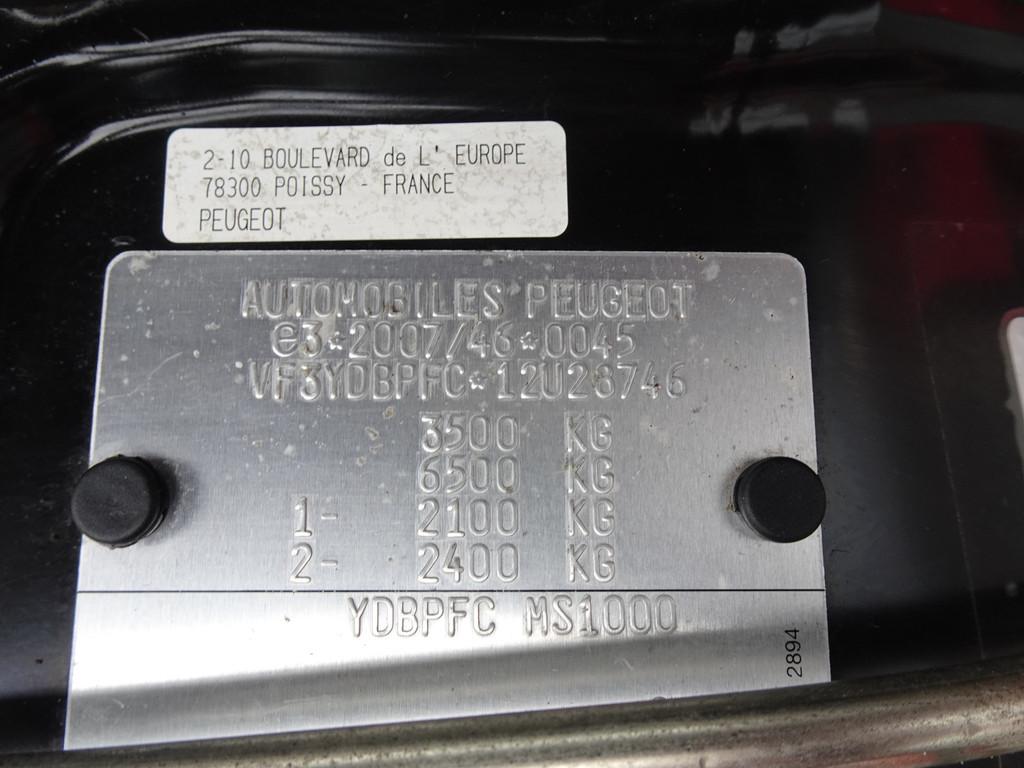 2-10 BOULEVARD de L' EUROPE
78300 POISSY - FRANCE
PEUGEOT
AUTOMOBILES PEUGEOT
e3*2007/46*0045
VF3YDBPFC*12U28746
3500 KG
6500 KG
1- 2100 KG
2- 2400 KG
YDBPFC MS1000
2894